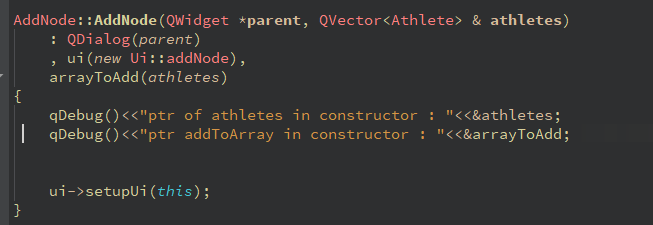 AddNode::AddNode(QWidget *parent, QVector<Athlete> & athletes)
    : QDialog(parent)
    , ui(new Ui::addNode),
    arrayToAdd(athletes)
{
    qDebug()<<"ptr of athletes in constructor : "<<&athletes;
    qDebug()<<"ptr addToArray in constructor : "<<&arrayToAdd;
    ui->setupUi(this);
}